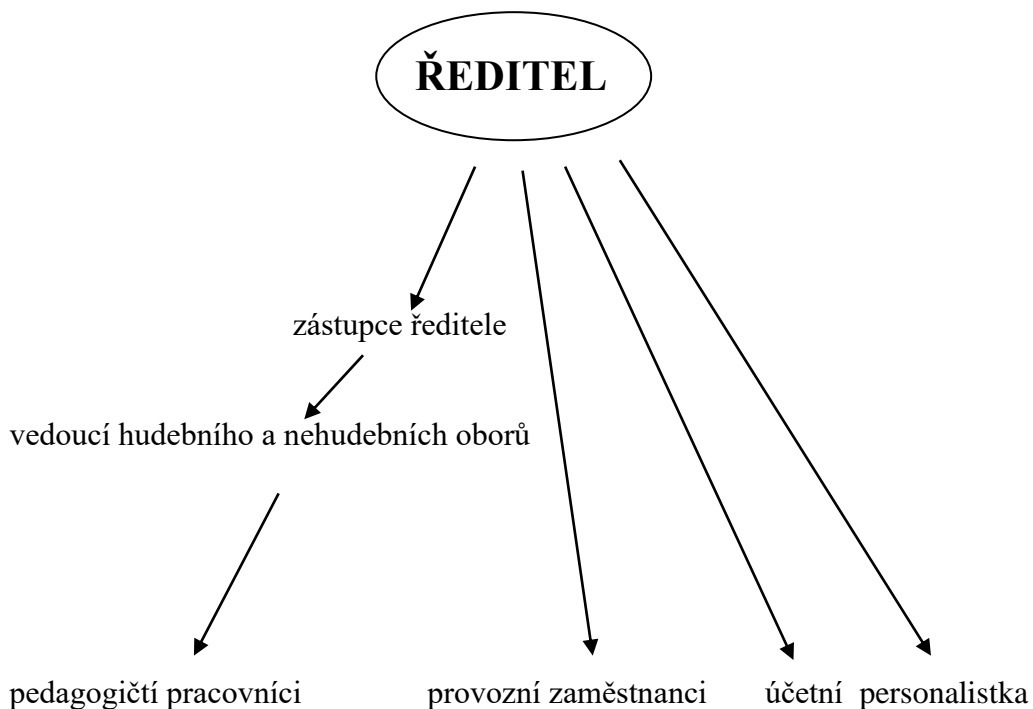 ŘEDITEL
zástupce ředitele
vedoucí hudebního a nehudebních oborů
pedagogičtí pracovníci provozní zaměstnanci účetní personalistka